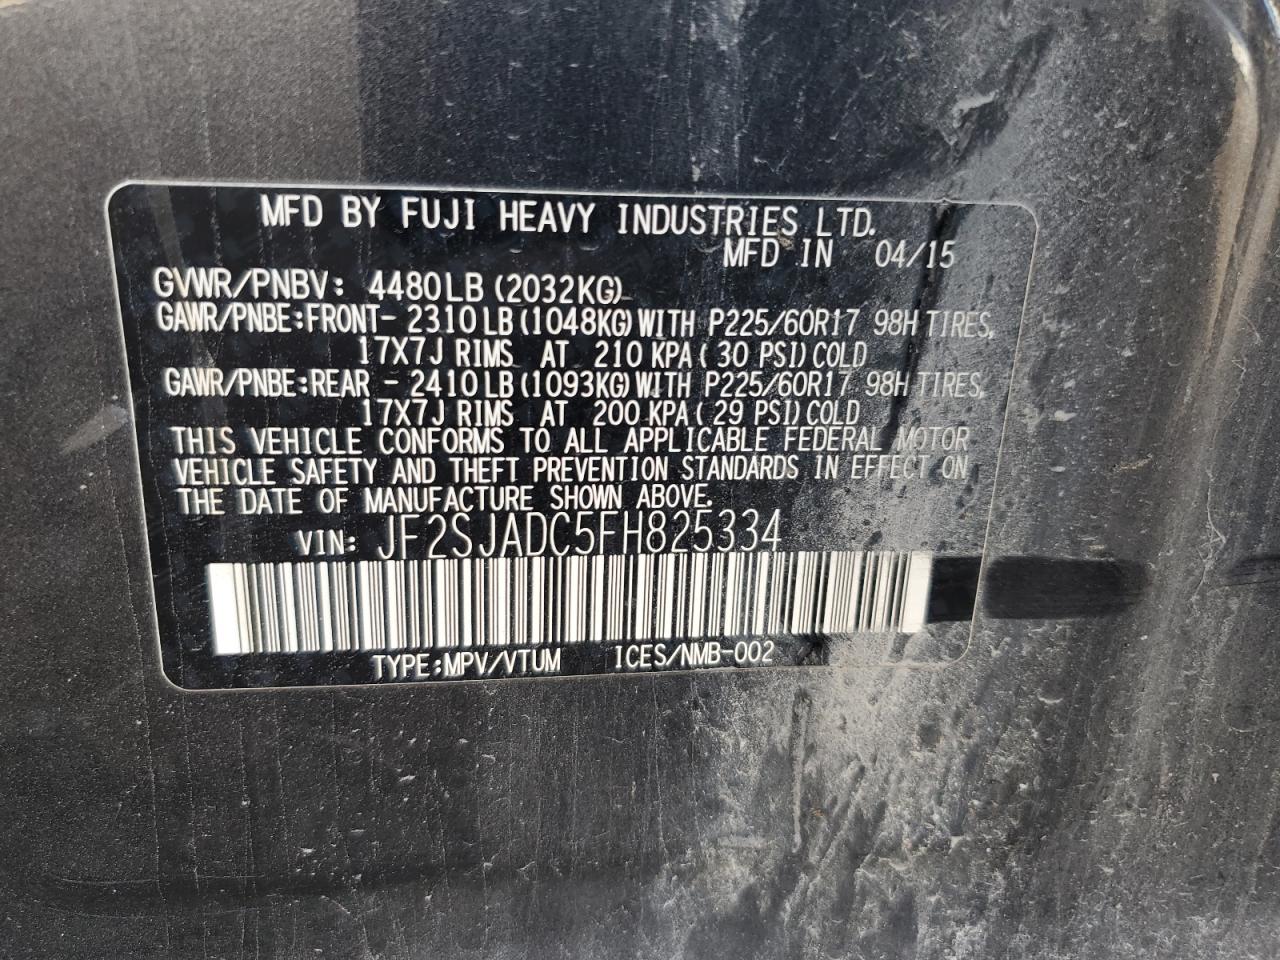 MFD BY FUJI HEAVY INDUSTRIES LTD.
MFD IN 04/15
GVWR/PNBV: 4480LB (2032KG)
GAWR/PNBE:FRONT- 2310LB (1048KG) WITH P225/60R17 98H TIRES,
17X7J RIMS AT 210 KPA ( 30 PSI) COLD
GAWR/PNBE:REAR - 2410LB (1093KG) WITH P225/60R17 98H TIRES,
17X7J RIMS AT 200 KPA ( 29 PSI) COLD
THIS VEHICLE CONFORMS TO ALL APPLICABLE FEDERAL MOTOR
VEHICLE SAFETY AND THEFT PREVENTION STANDARDS IN EFFECT ON
THE DATE OF MANUFACTURE SHOWN ABOVE.
VIN: JF2SJADC5FH825334
TYPE:MPV/VTUM ICES/NMB-002